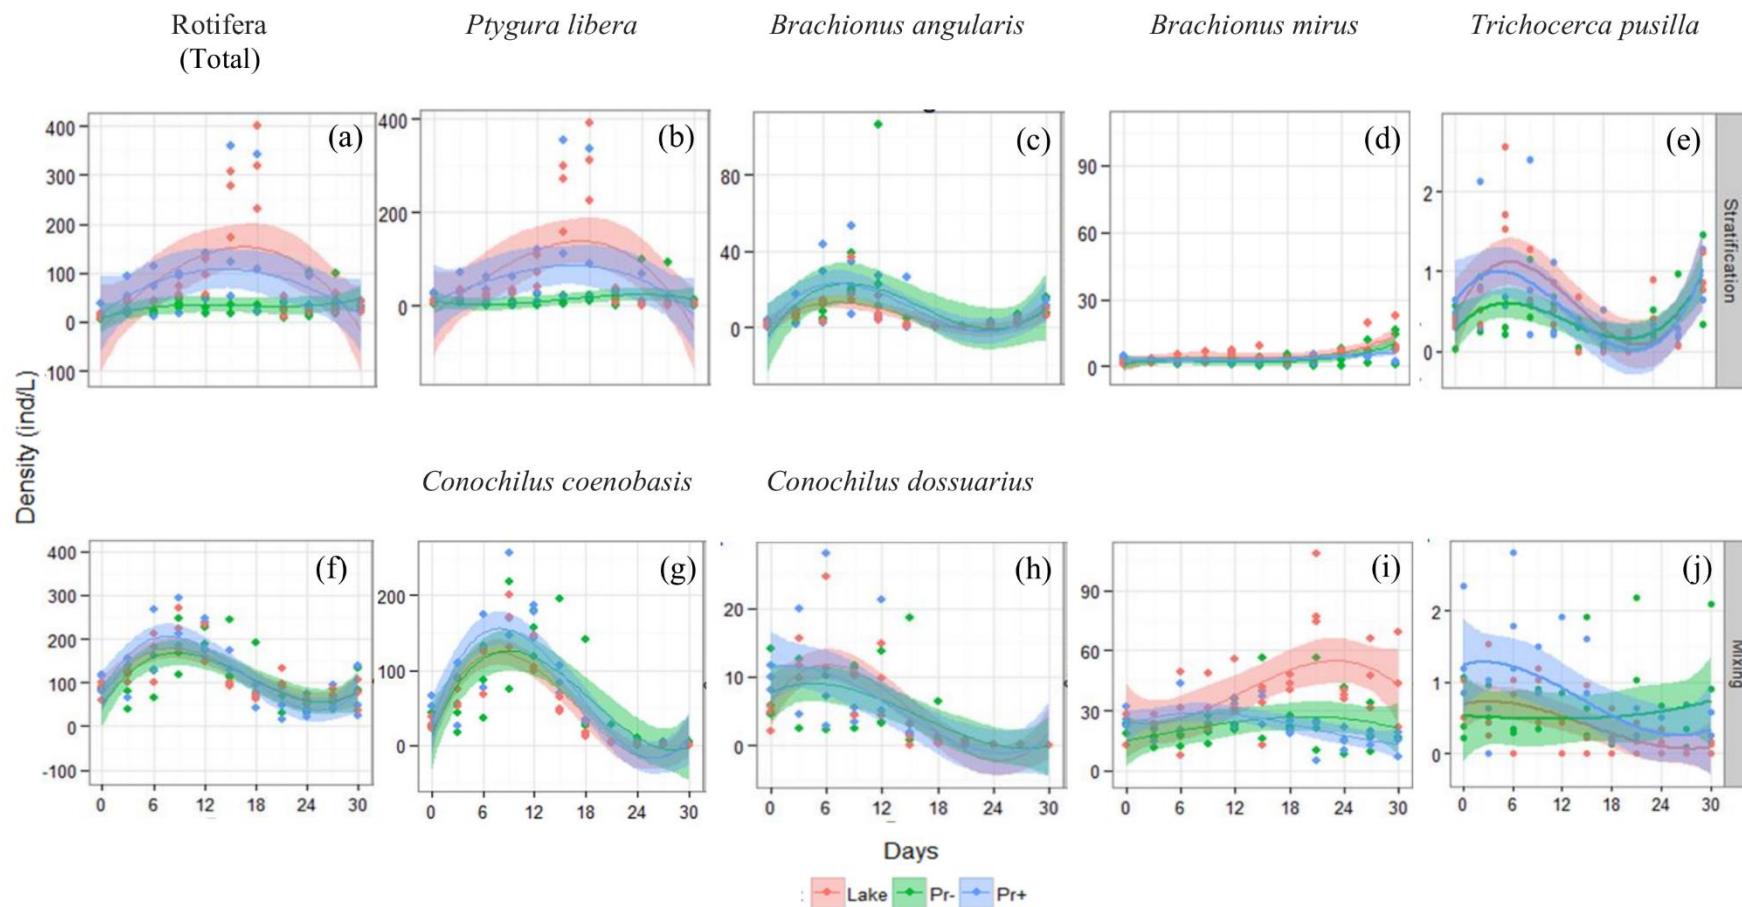 Rotifera
(Total)
Ptygura libera
Brachionus angularis
Brachionus mirus
Trichocerca pusilla
(a)
400
300
200
100
0
-100
(b)
400
200
0
(c)
80
40
0
(d)
90
60
30
0
(e)
2
1
0
Stratification
Density (ind/L)
Conochilus coenobasis
Conochilus dossuarius
(f)
400
300
200
100
0
-100
0 6 12 18 24 30
(g)
200
100
0
0 6 12 18 24 30
(h)
20
10
0
0 6 12 18 24 30
(i)
90
60
30
0
0 6 12 18 24 30
(j)
2
1
0
0 6 12 18 24 30
Mixing
Days
: Lake Pr- Pr+